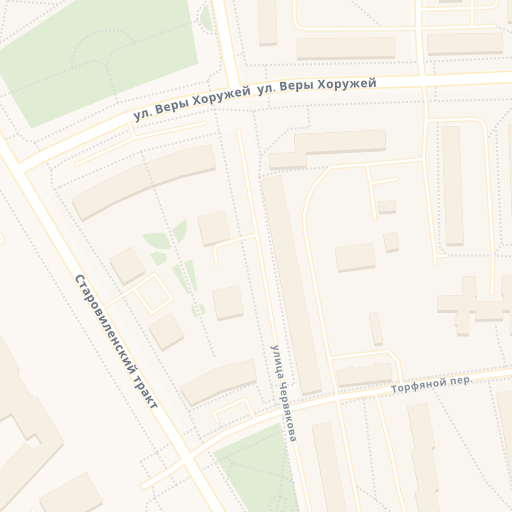 ул. Веры Хоружей
ул. Веры Хоружей
Старовиленский тракт
улица Червякова
Торфяной пер.